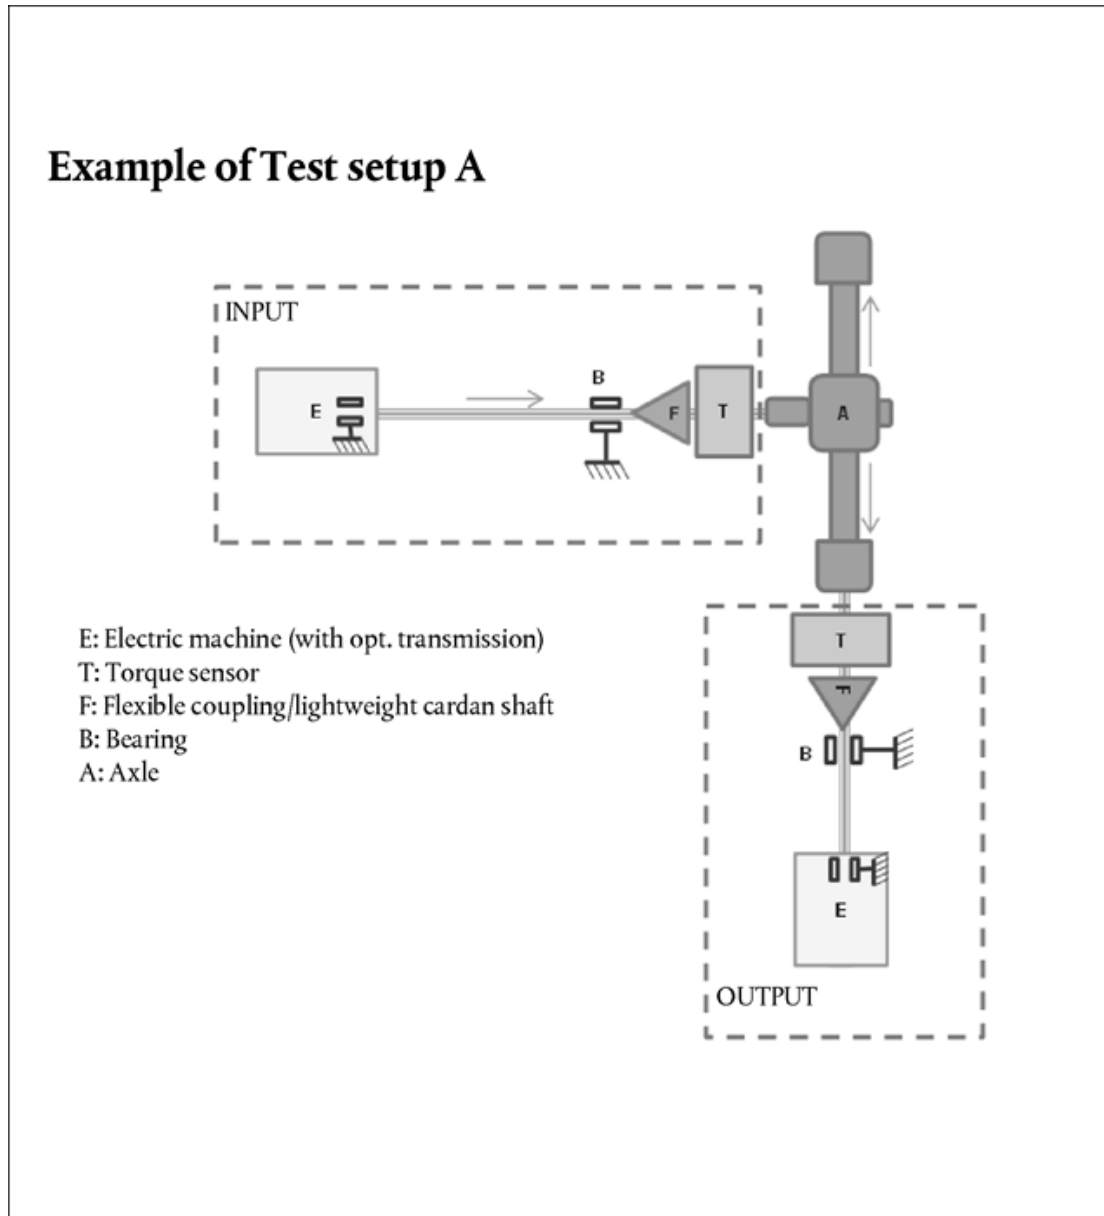 Example of Test setup A
INPUT
E
B
F
T
A
E: Electric machine (with opt. transmission)
T: Torque sensor
F: Flexible coupling/lightweight cardan shaft
B: Bearing
A: Axle
T
F
B
E
OUTPUT